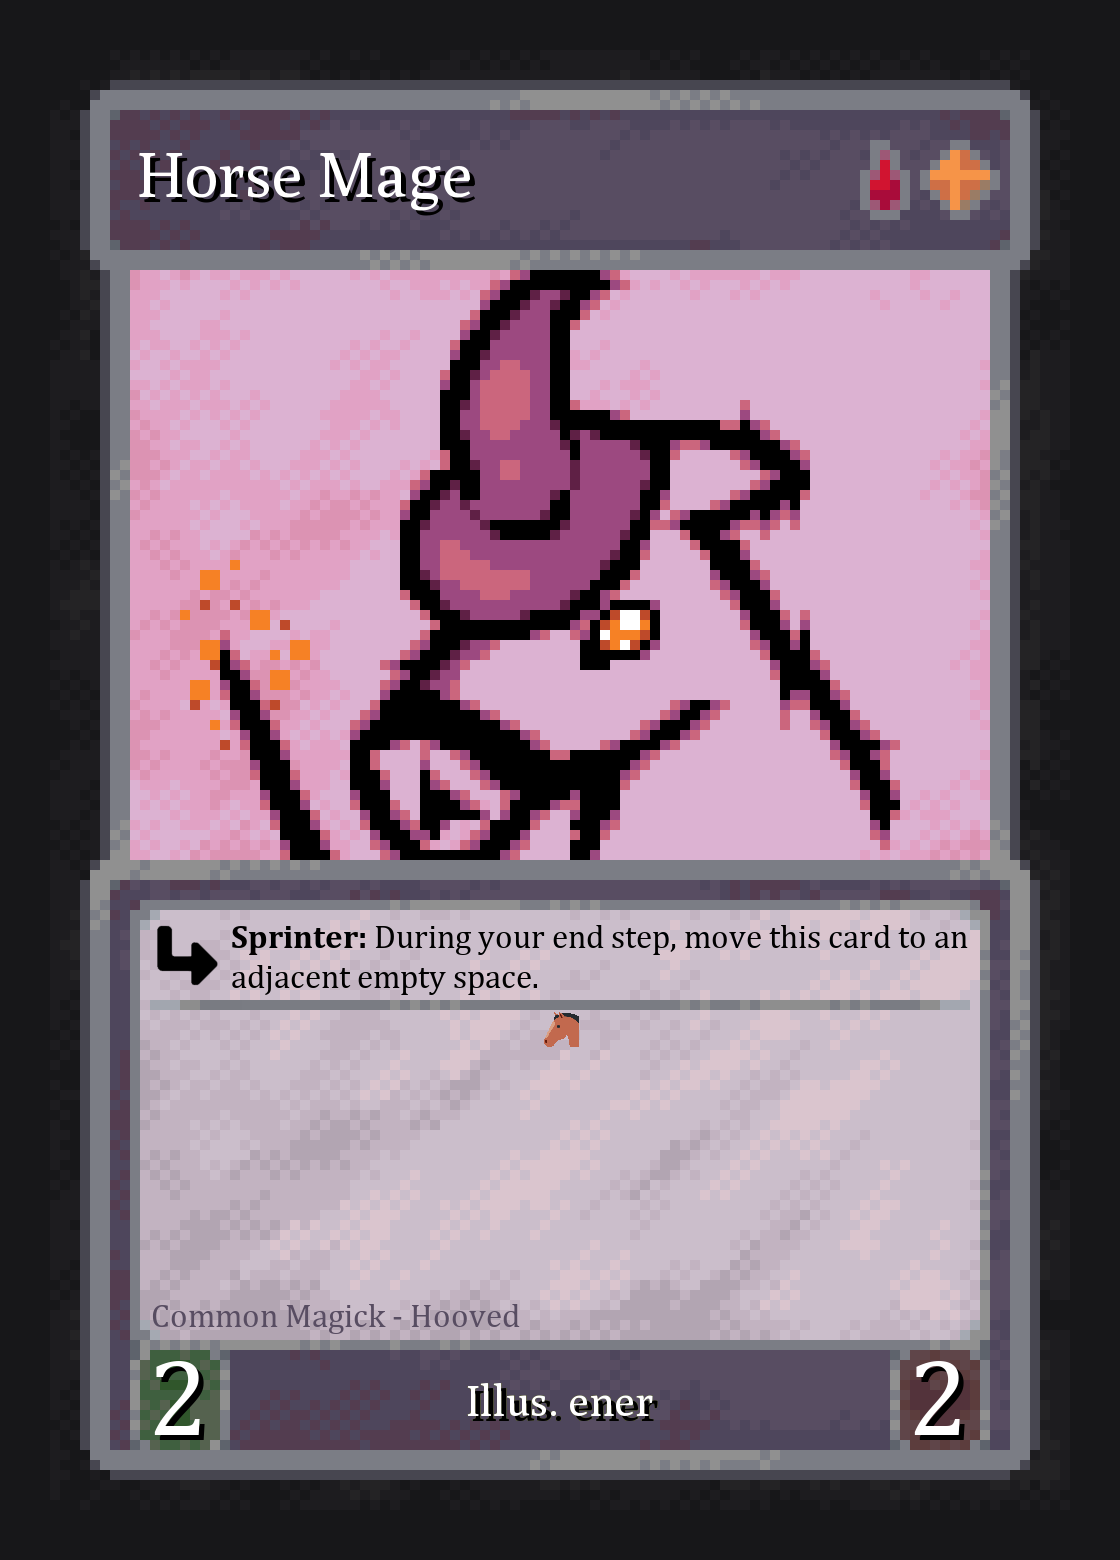 Horse Mage
Sprinter: During your end step, move this card to an
adjacent empty space.
Common Magick - Hooved
2
Illus. ener
2